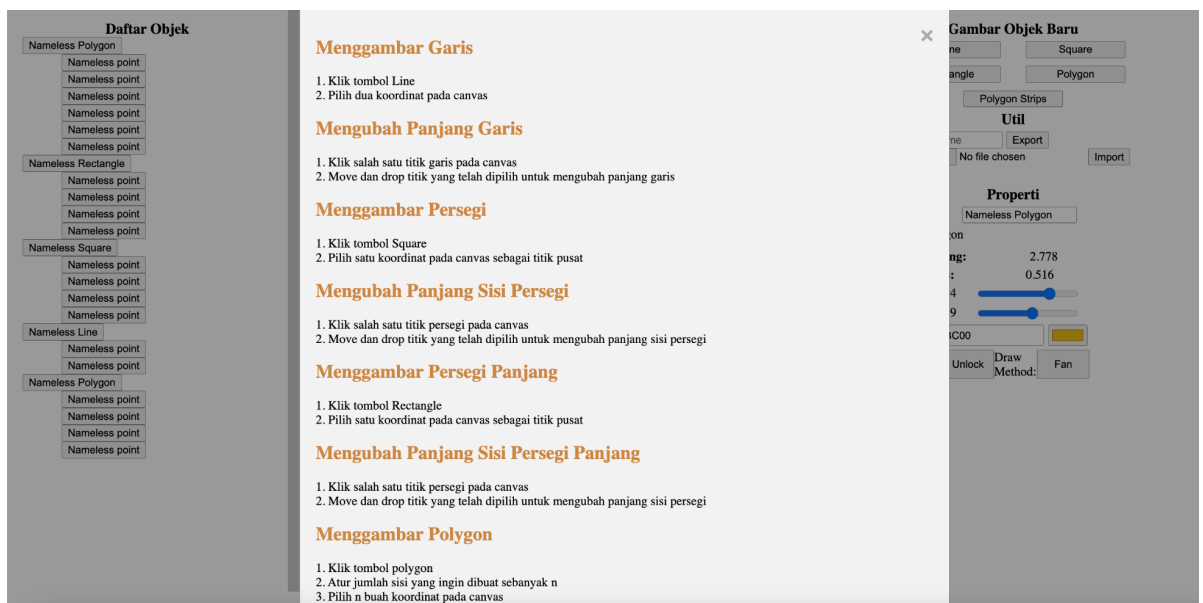 Daftar Objek
Nameless Polygon
Nameless point
Nameless point
Nameless point
Nameless point
Nameless point
Nameless point
Nameless Rectangle
Nameless point
Nameless point
Nameless point
Nameless point
Nameless Square
Nameless point
Nameless point
Nameless point
Nameless point
Nameless Line
Nameless point
Nameless point
Nameless Polygon
Nameless point
Nameless point
Nameless point
Nameless point
×
Menggambar Garis
1. Klik tombol Line
2. Pilih dua koordinat pada canvas
Mengubah Panjang Garis
1. Klik salah satu titik garis pada canvas
2. Move dan drop titik yang telah dipilih untuk mengubah panjang garis
Menggambar Persegi
1. Klik tombol Square
2. Pilih satu koordinat pada canvas sebagai titik pusat
Mengubah Panjang Sisi Persegi
1. Klik salah satu titik persegi pada canvas
2. Move dan drop titik yang telah dipilih untuk mengubah panjang sisi persegi
Menggambar Persegi Panjang
1. Klik tombol Rectangle
2. Pilih satu koordinat pada canvas sebagai titik pusat
Mengubah Panjang Sisi Persegi Panjang
1. Klik salah satu titik persegi pada canvas
2. Move dan drop titik yang telah dipilih untuk mengubah panjang sisi persegi
Menggambar Polygon
1. Klik tombol polygon
2. Atur jumlah sisi yang ingin dibuat sebanyak n
3. Pilih n buah koordinat pada canvas
Gambar Objek Baru
ne Square
angle Polygon
Polygon Strips
Util
me Export
No file chosen Import
Properti
Nameless Polygon
gon
ng: 2.778
: 0.516
4
9
C00
Unlock Draw Method: Fan